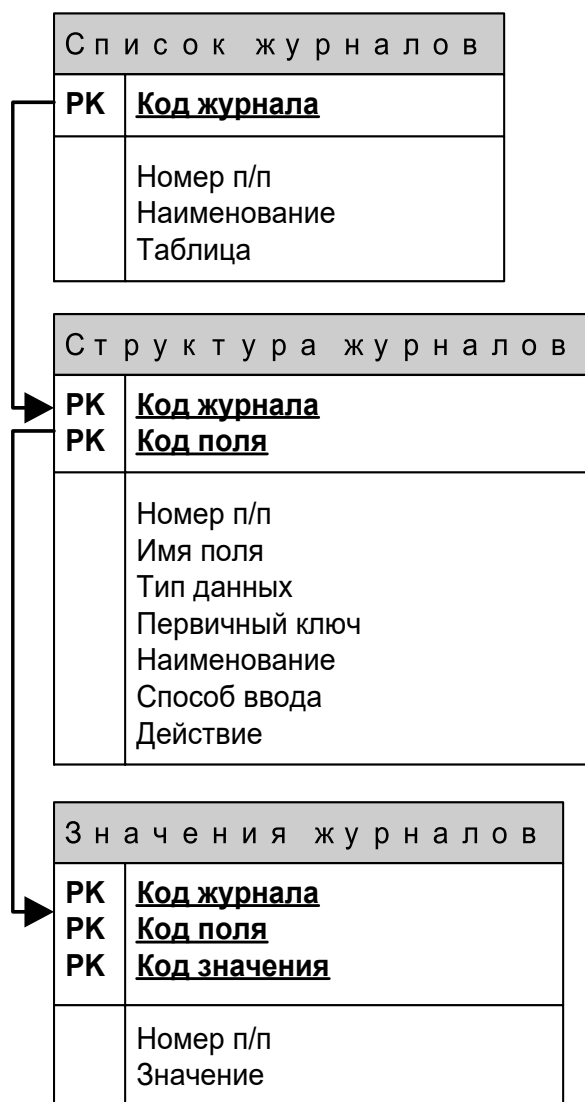 Список журналов
PK Код журнала
Номер п/п
Наименование
Таблица
Структура журналов
PK Код журнала
PK Код поля
Номер п/п
Имя поля
Тип данных
Первичный ключ
Наименование
Способ ввода
Действие
Значения журналов
PK Код журнала
PK Код поля
PK Код значения
Номер п/п
Значение